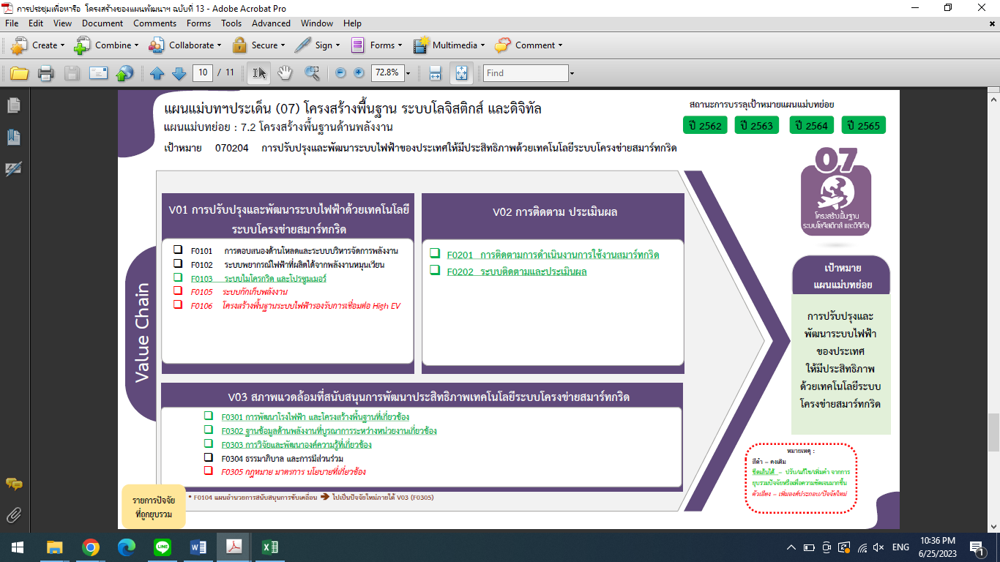 การประชุมเพื่อหารือ โครงสร้างของแผนพัฒนาฯ ฉบับที่ 13 - Adobe Acrobat Pro
File Edit View Document Comments Forms Tools Advanced Window Help
Create Combine Collaborate Secure Sign Forms Multimedia Comment
10 / 11 72.8% Find
แผนแม่บทฯประเด็น (07) โครงสร้างพื้นฐาน ระบบโลจิสติกส์ และดิจิทัล
แผนแม่บทย่อย : 7.2 โครงสร้างพื้นฐานด้านพลังงาน
เป้าหมาย 070204 การปรับปรุงและพัฒนาระบบไฟฟ้าของประเทศให้มีประสิทธิภาพด้วยเทคโนโลยีระบบโครงข่ายสมาร์ทกริด
สถานะการบรรลุเป้าหมายแผนแม่บทย่อย
ปี 2562 ปี 2563 ปี 2564 ปี 2565
07
โครงสร้างพื้นฐาน
ระบบโลจิสติกส์ และดิจิทัล
Value Chain
V01 การปรับปรุงและพัฒนาระบบไฟฟ้าด้วยเทคโนโลยี
ระบบโครงข่ายสมาร์ทกริด
F0101 การตอบสนองด้านโหลดและระบบบริหารจัดการพลังงาน
F0102 ระบบพยากรณ์ไฟฟ้าที่ผลิตได้จากพลังงานหมุนเวียน
F0103 ระบบไมโครกริด และโปรซูมเมอร์
F0105 ระบบกักเก็บพลังงาน
F0106 โครงสร้างพื้นฐานระบบไฟฟ้ารองรับการเชื่อมต่อ High EV
V02 การติดตาม ประเมินผล
F0201 การติดตามการดำเนินงานการใช้งานสมาร์ทกริด
F0202 ระบบติดตามและประเมินผล
V03 สภาพแวดล้อมที่สนับสนุนการพัฒนาประสิทธิภาพเทคโนโลยีระบบโครงข่ายสมาร์ทกริด
F0301 การพัฒนาโรงไฟฟ้า และโครงสร้างพื้นฐานที่เกี่ยวข้อง
F0302 ฐานข้อมูลด้านพลังงานที่บูรณาการระหว่างหน่วยงานเกี่ยวข้อง
F0303 การวิจัยและพัฒนาองค์ความรู้ที่เกี่ยวข้อง
F0304 ธรรมาภิบาล และการมีส่วนร่วม
F0305 กฎหมาย มาตรการ นโยบายที่เกี่ยวข้อง
เป้าหมาย
แผนแม่บทย่อย
การปรับปรุงและ
พัฒนาระบบไฟฟ้า
ของประเทศ
ให้มีประสิทธิภาพ
ด้วยเทคโนโลยีระบบ
โครงข่ายสมาร์ทกริด
หมายเหตุ :
สีดำ – คงเดิม
ขีดเส้นใต้ – ปรับ/แก้ไข/เพิ่มคำ จากการ
ยุบรวมปัจจัยหรือเพื่อความชัดเจนมากขึ้น
ตัวเอียง – เพิ่มองค์ประกอบ/ปัจจัยใหม่
รายการปัจจัย
ที่ถูกยุบรวม
• F0104 แผนอำนวยการสนับสนุนการขับเคลื่อน ➔ ไปเป็นปัจจัยใหม่ภายใต้ V03 (F0305)
ENG
10:36 PM
6/25/2023
1